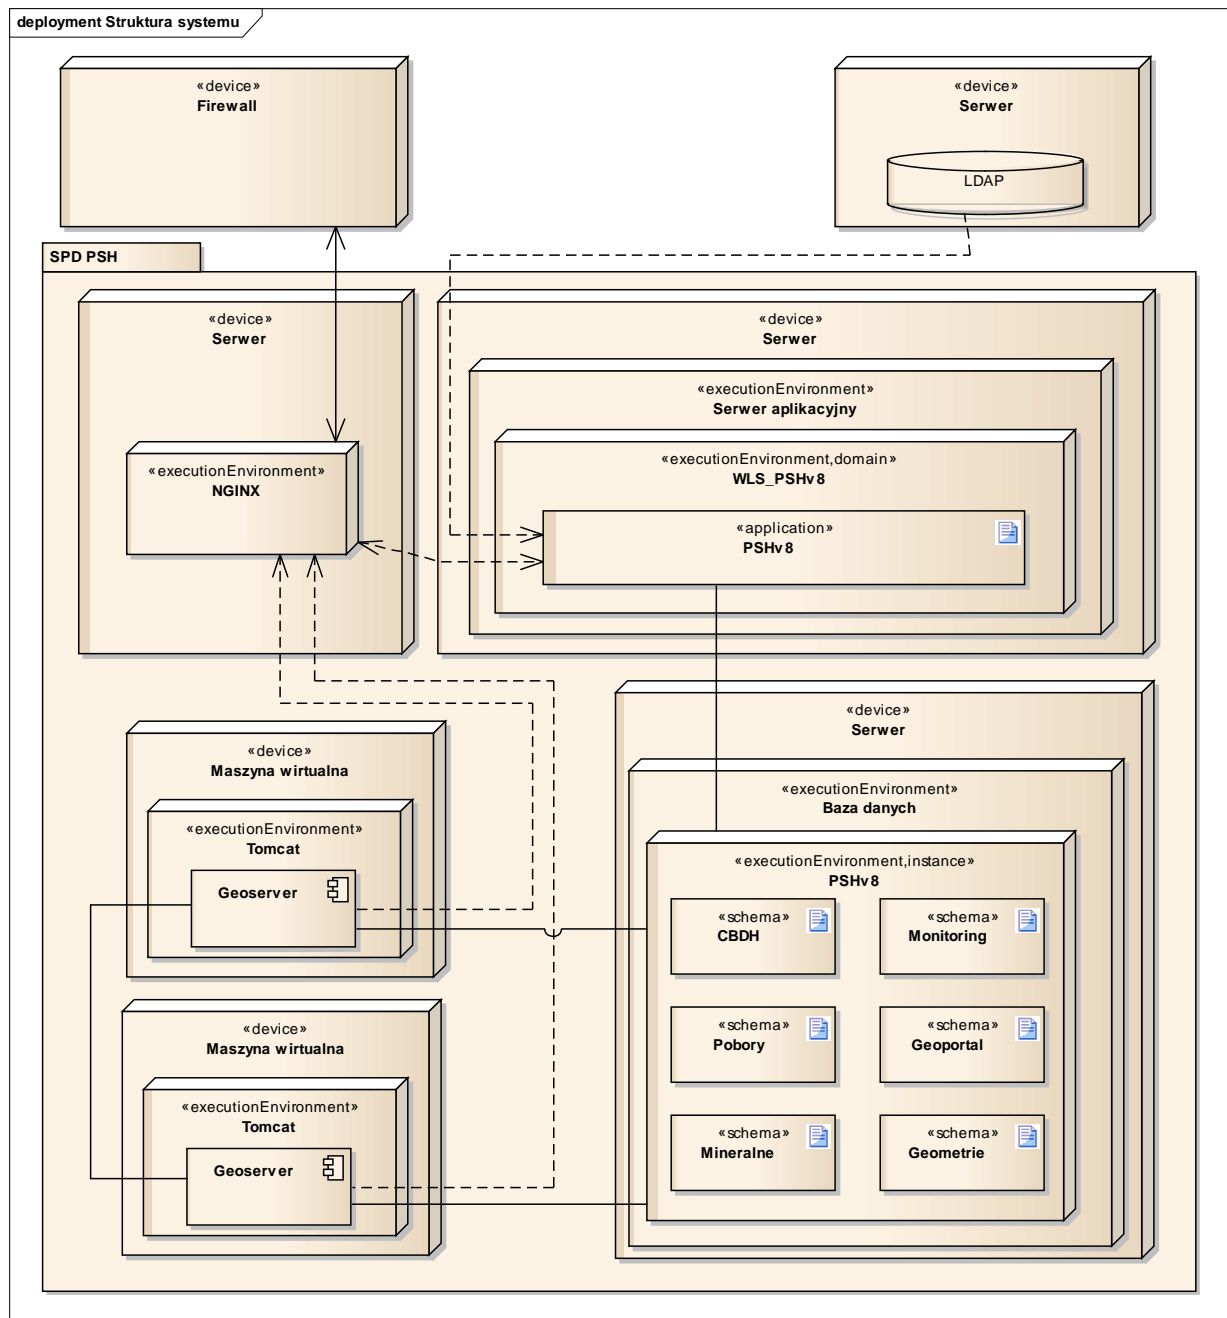 deployment Struktura systemu
«device»
Firewall
«device»
Serwer
LDAP
SPD PSH
«device»
Serwer
«executionEnvironment»
NGINX
«device»
Serwer
«executionEnvironment»
Serwer aplikacyjny
«executionEnvironment,domain»
WLS_PSHv8
«application»
PSHv8
«device»
Maszyna wirtualna
«executionEnvironment»
Tomcat
Geoserver
«device»
Maszyna wirtualna
«executionEnvironment»
Tomcat
Geoserver
«device»
Serwer
«executionEnvironment»
Baza danych
«executionEnvironment,instance»
PSHv8
«schema»
CBDH
«schema»
Monitoring
«schema»
Pobory
«schema»
Geoportal
«schema»
Mineralne
«schema»
Geometrie